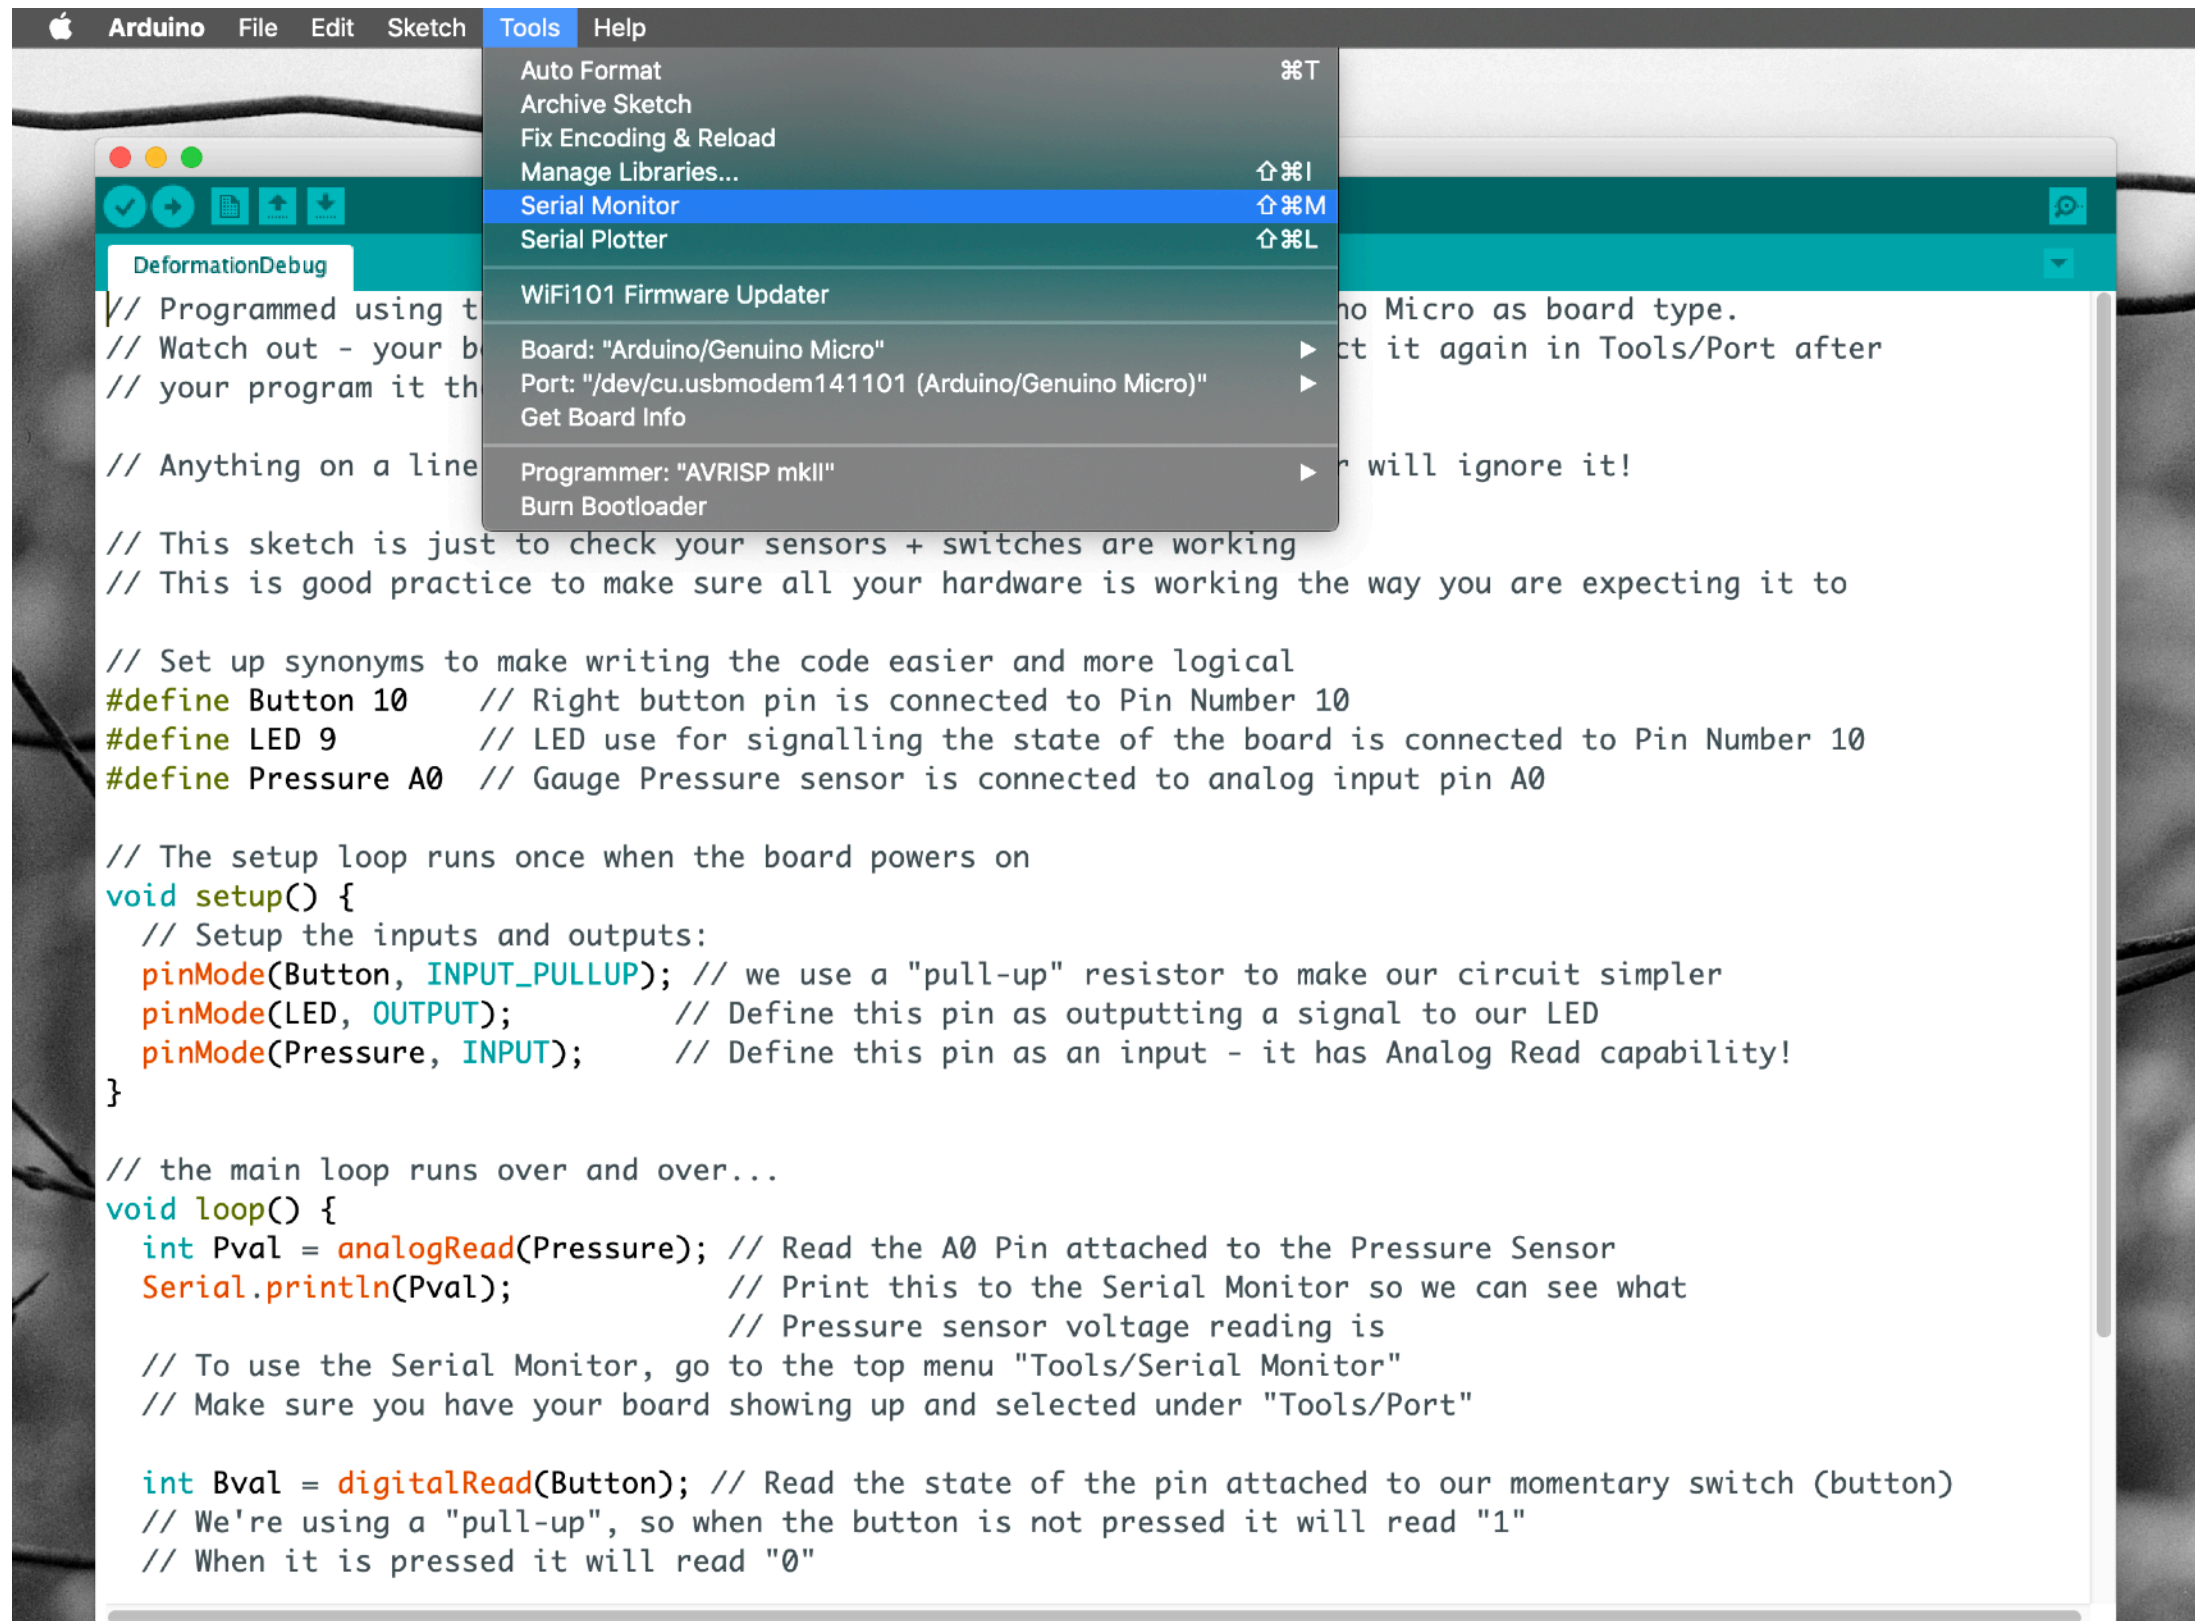 Arduino File Edit Sketch Tools Help
Auto Format ⌘T
Archive Sketch
Fix Encoding & Reload
Manage Libraries... ⇧⌘I
Serial Monitor ⇧⌘M
Serial Plotter ⇧⌘L
WiFi101 Firmware Updater
Board: "Arduino/Genuino Micro"
Port: "/dev/cu.usbmodem141101 (Arduino/Genuino Micro)"
Get Board Info
Programmer: "AVRISP mkII"
Burn Bootloader
DeformationDebug
// Programmed using t no Micro as board type.
// Watch out - your b ct it again in Tools/Port after
// your program it th
// Anything on a line r will ignore it!
// This sketch is just to check your sensors + switches are working
// This is good practice to make sure all your hardware is working the way you are expecting it to
// Set up synonyms to make writing the code easier and more logical
#define Button 10 // Right button pin is connected to Pin Number 10
#define LED 9 // LED use for signalling the state of the board is connected to Pin Number 10
#define Pressure A0 // Gauge Pressure sensor is connected to analog input pin A0
// The setup loop runs once when the board powers on
void setup() {
// Setup the inputs and outputs:
pinMode(Button, INPUT_PULLUP); // we use a "pull-up" resistor to make our circuit simpler
pinMode(LED, OUTPUT); // Define this pin as outputting a signal to our LED
pinMode(Pressure, INPUT); // Define this pin as an input - it has Analog Read capability!
}
// the main loop runs over and over...
void loop() {
int Pval = analogRead(Pressure); // Read the A0 Pin attached to the Pressure Sensor
Serial.println(Pval); // Print this to the Serial Monitor so we can see what
// Pressure sensor voltage reading is
// To use the Serial Monitor, go to the top menu "Tools/Serial Monitor"
// Make sure you have your board showing up and selected under "Tools/Port"
int Bval = digitalRead(Button); // Read the state of the pin attached to our momentary switch (button)
// We're using a "pull-up", so when the button is not pressed it will read "1"
// When it is pressed it will read "0"